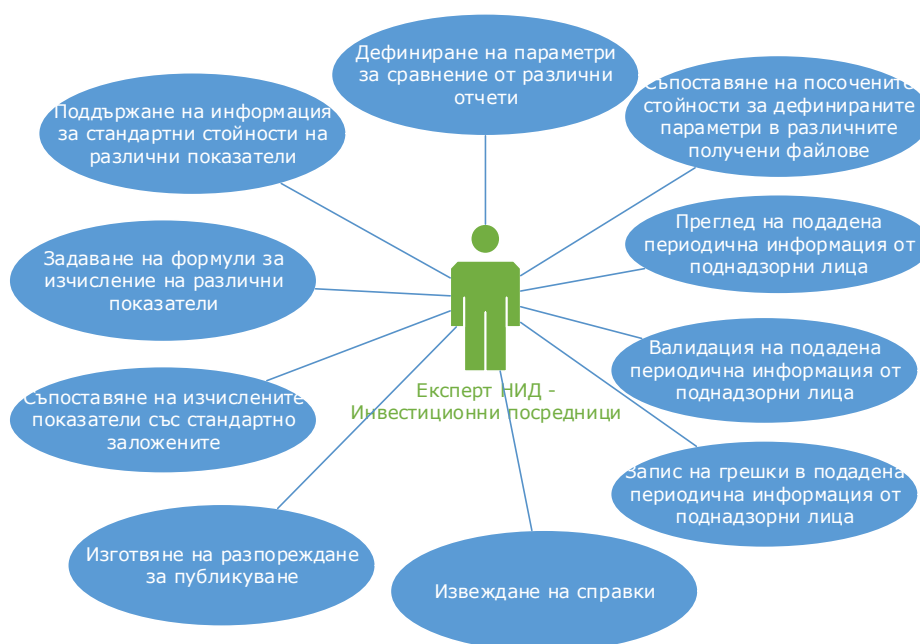 Дефиниране на параметри
за сравнение от различни
отчети
Съпоставяне на посочените
стойности за дефинираните
параметри в различните
получени файлове
Поддържане на информация
за стандартни стойности на
различни показатели
Преглед на подадена
периодична информация от
поднадзорни лица
Задаване на формули за
изчисление на различни
показатели
Валидация на подадена
периодична информация от
поднадзорни лица
Експерт НИД -
Инвестиционни посредници
Съпоставяне на изчислените
показатели със стандартно
заложените
Запис на грешки в подадена
периодична информация от
поднадзорни лица
Изготвяне на разпореждане
за публикуване
Извеждане на справки